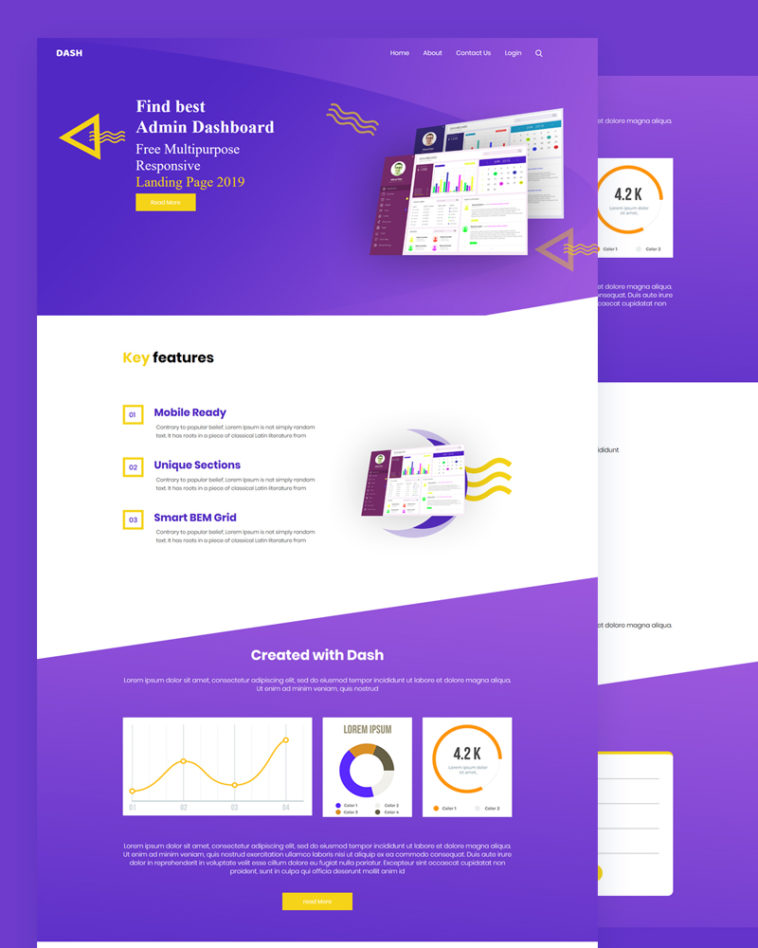 DASH
Home About Contact Us Login
Find best
Admin Dashboard
Free Multipurpose
Responsive
Landing Page 2019
Read More
Key features
01 Mobile Ready
Contrary to popular belief, Lorem Ipsum is not simply random
text. It has roots in a piece of classical Latin literature from
02 Unique Sections
Contrary to popular belief, Lorem Ipsum is not simply random
text. It has roots in a piece of classical Latin literature from
03 Smart BEM Grid
Contrary to popular belief, Lorem Ipsum is not simply random
text. It has roots in a piece of classical Latin literature from
Created with Dash
Lorem ipsum dolor sit amet, consectetur adipiscing elit, sed do eiusmod tempor incididunt ut labore et dolore magna aliqua.
Ut enim ad minim veniam, quis nostrud
01 02 03 04
LOREM IPSUM
Color 1 Color 2
Color 3 Color 4
4.2 K
Lorem ipsum dolor
sit amet,
Color 1 Color 2
Lorem ipsum dolor sit amet, consectetur adipiscing elit, sed do eiusmod tempor incididunt ut labore et dolore magna aliqua.
Ut enim ad minim veniam, quis nostrud exercitation ullamco laboris nisi ut aliquip ex ea commodo consequat. Duis aute irure
dolor in reprehenderit in voluptate velit esse cillum dolore eu fugiat nulla pariatur. Excepteur sint occaecat cupidatat non
proident, sunt in culpa qui officia deserunt mollit anim id
Read More
et dolore magna aliqua.
4.2 K
Lorem ipsum dolor
sit amet,
Color 1 Color 2
et dolore magna aliqua.
nsequat. Duis aute irure
caecat cupidatat non
ididunt
et dolore magna aliqua.